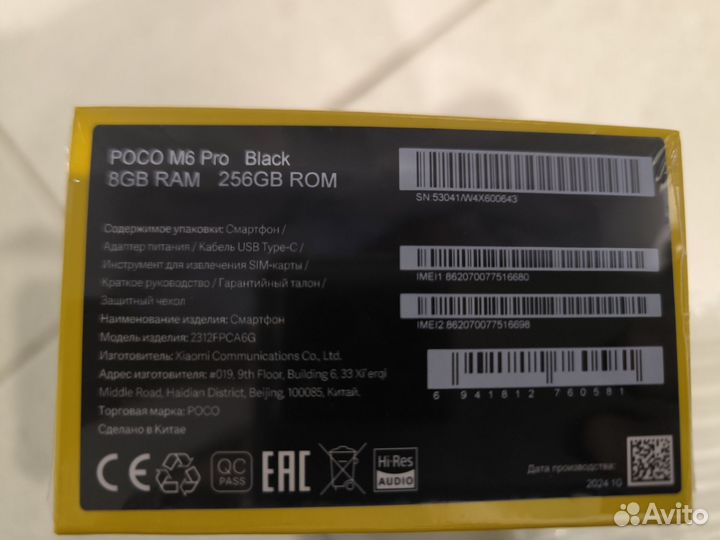 POCO M6 Pro Black
8GB RAM 256GB ROM
SN:53041/W4X600643
Содержимое упаковки: Смартфон /
Адаптер питания / Кабель USB Type-C /
Инструмент для извлечения SIM-карты /
Краткое руководство / Гарантийный талон /
Защитный чехол
IMEI1 862070077516680
IMEI2 862070077516698
Наименование изделия: Смартфон
Модель изделия: 2312FPCA6G
Изготовитель: Xiaomi Communications Co., Ltd.
Адрес изготовителя: #019, 9th Floor, Building 6, 33 Xi'erqi
Middle Road, Haidian District, Beijing, 100085, Китай.
Торговая марка: POCO
Сделано в Китае
6 941812 760581
CE
QC
PASS
EAC
Hi-Res
AUDIO
Дата производства:
2024 10
Avito